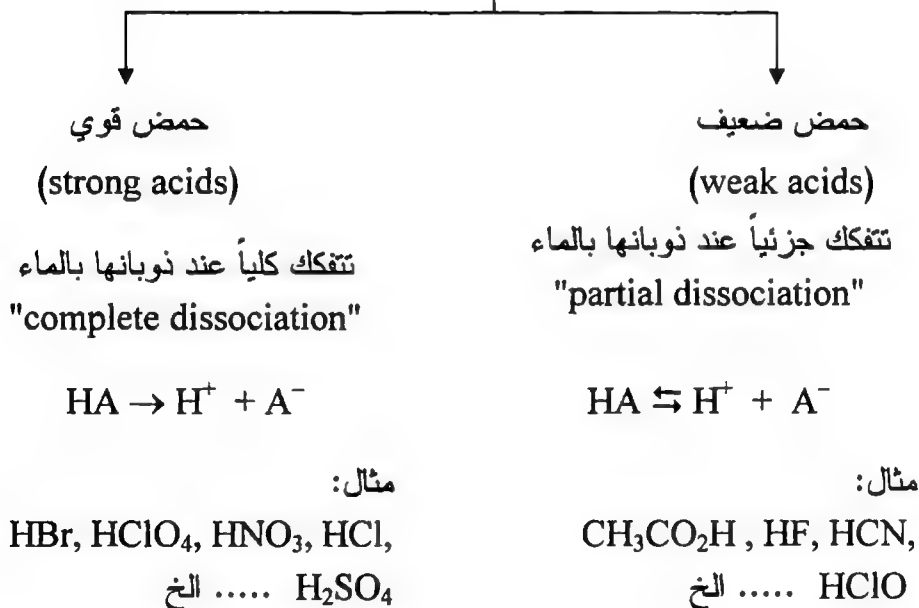 حمض قوي
(strong acids)
تتفكك كلياً عند ذوبانها بالماء
"complete dissociation"
HA → H⁺ + A⁻
مثال:
HBr, HClO₄, HNO₃, HCl,
H₂SO₄ ..... الخ
حمض ضعيف
(weak acids)
تتفكك جزئياً عند ذوبانها بالماء
"partial dissociation"
HA ⇆ H⁺ + A⁻
مثال:
CH₃CO₂H , HF, HCN,
HClO ..... الخ